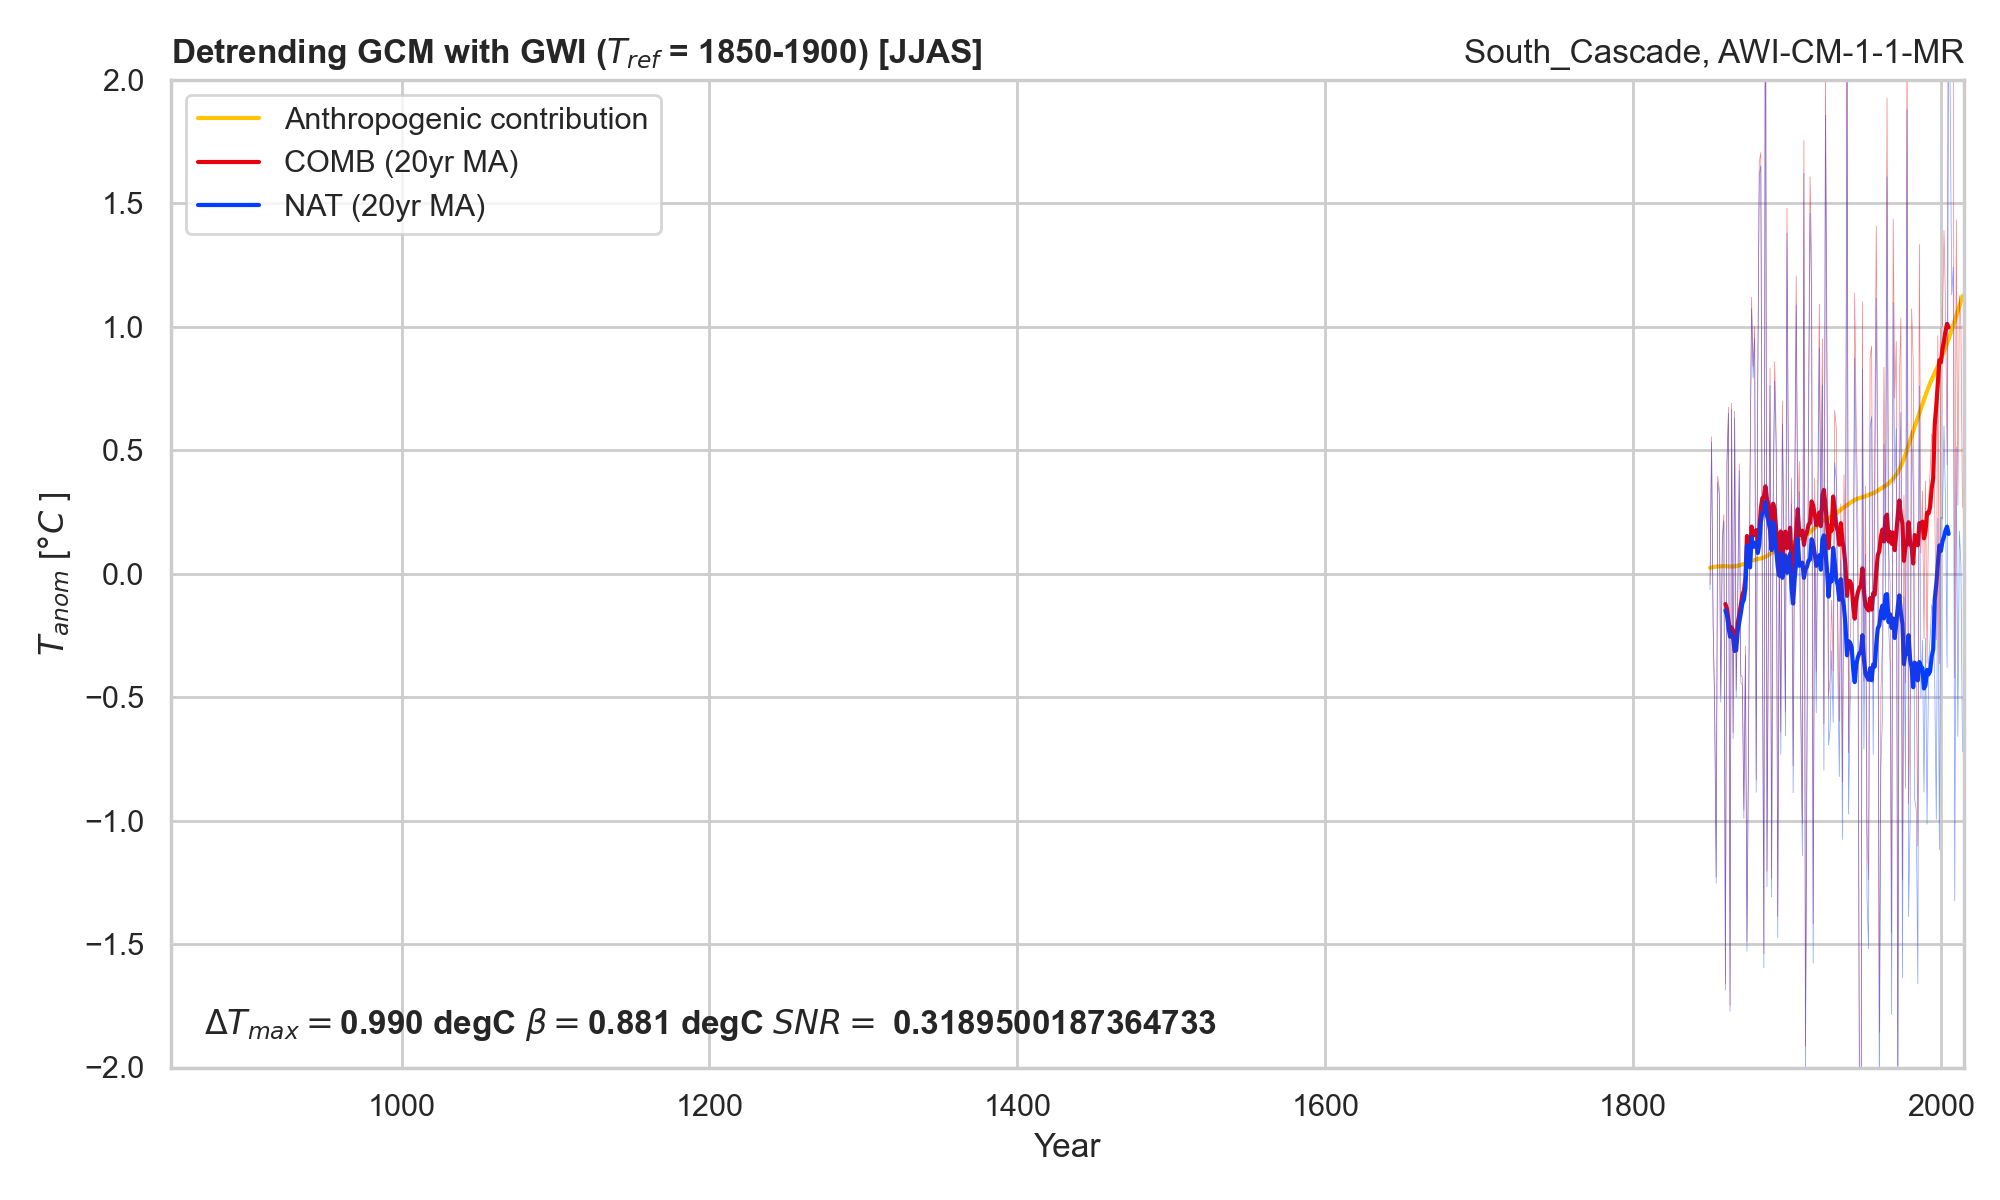 Detrending GCM with GWI (T_ref = 1850-1900) [JJAS]
South_Cascade, AWI-CM-1-1-MR
2.0
1.5
1.0
0.5
0.0
−0.5
−1.0
−1.5
−2.0
T_anom [°C ]
Anthropogenic contribution
COMB (20yr MA)
NAT (20yr MA)
ΔT_max = 0.990 degC β = 0.881 degC SNR = 0.3189500187364733
1000 1200 1400 1600 1800 2000
Year